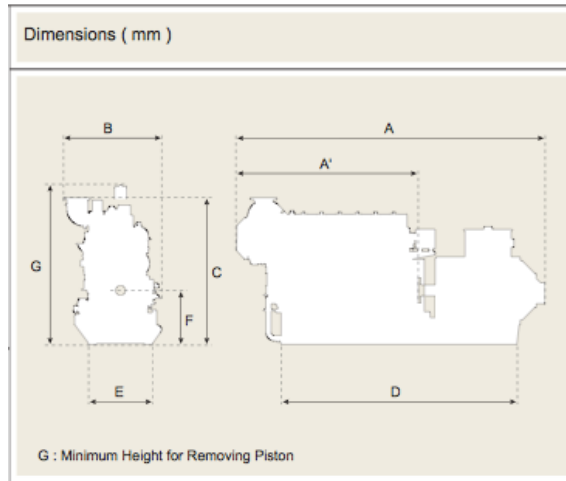 Dimensions ( mm )
B
A
A'
G
C
F
E
D
G : Minimum Height for Removing Piston